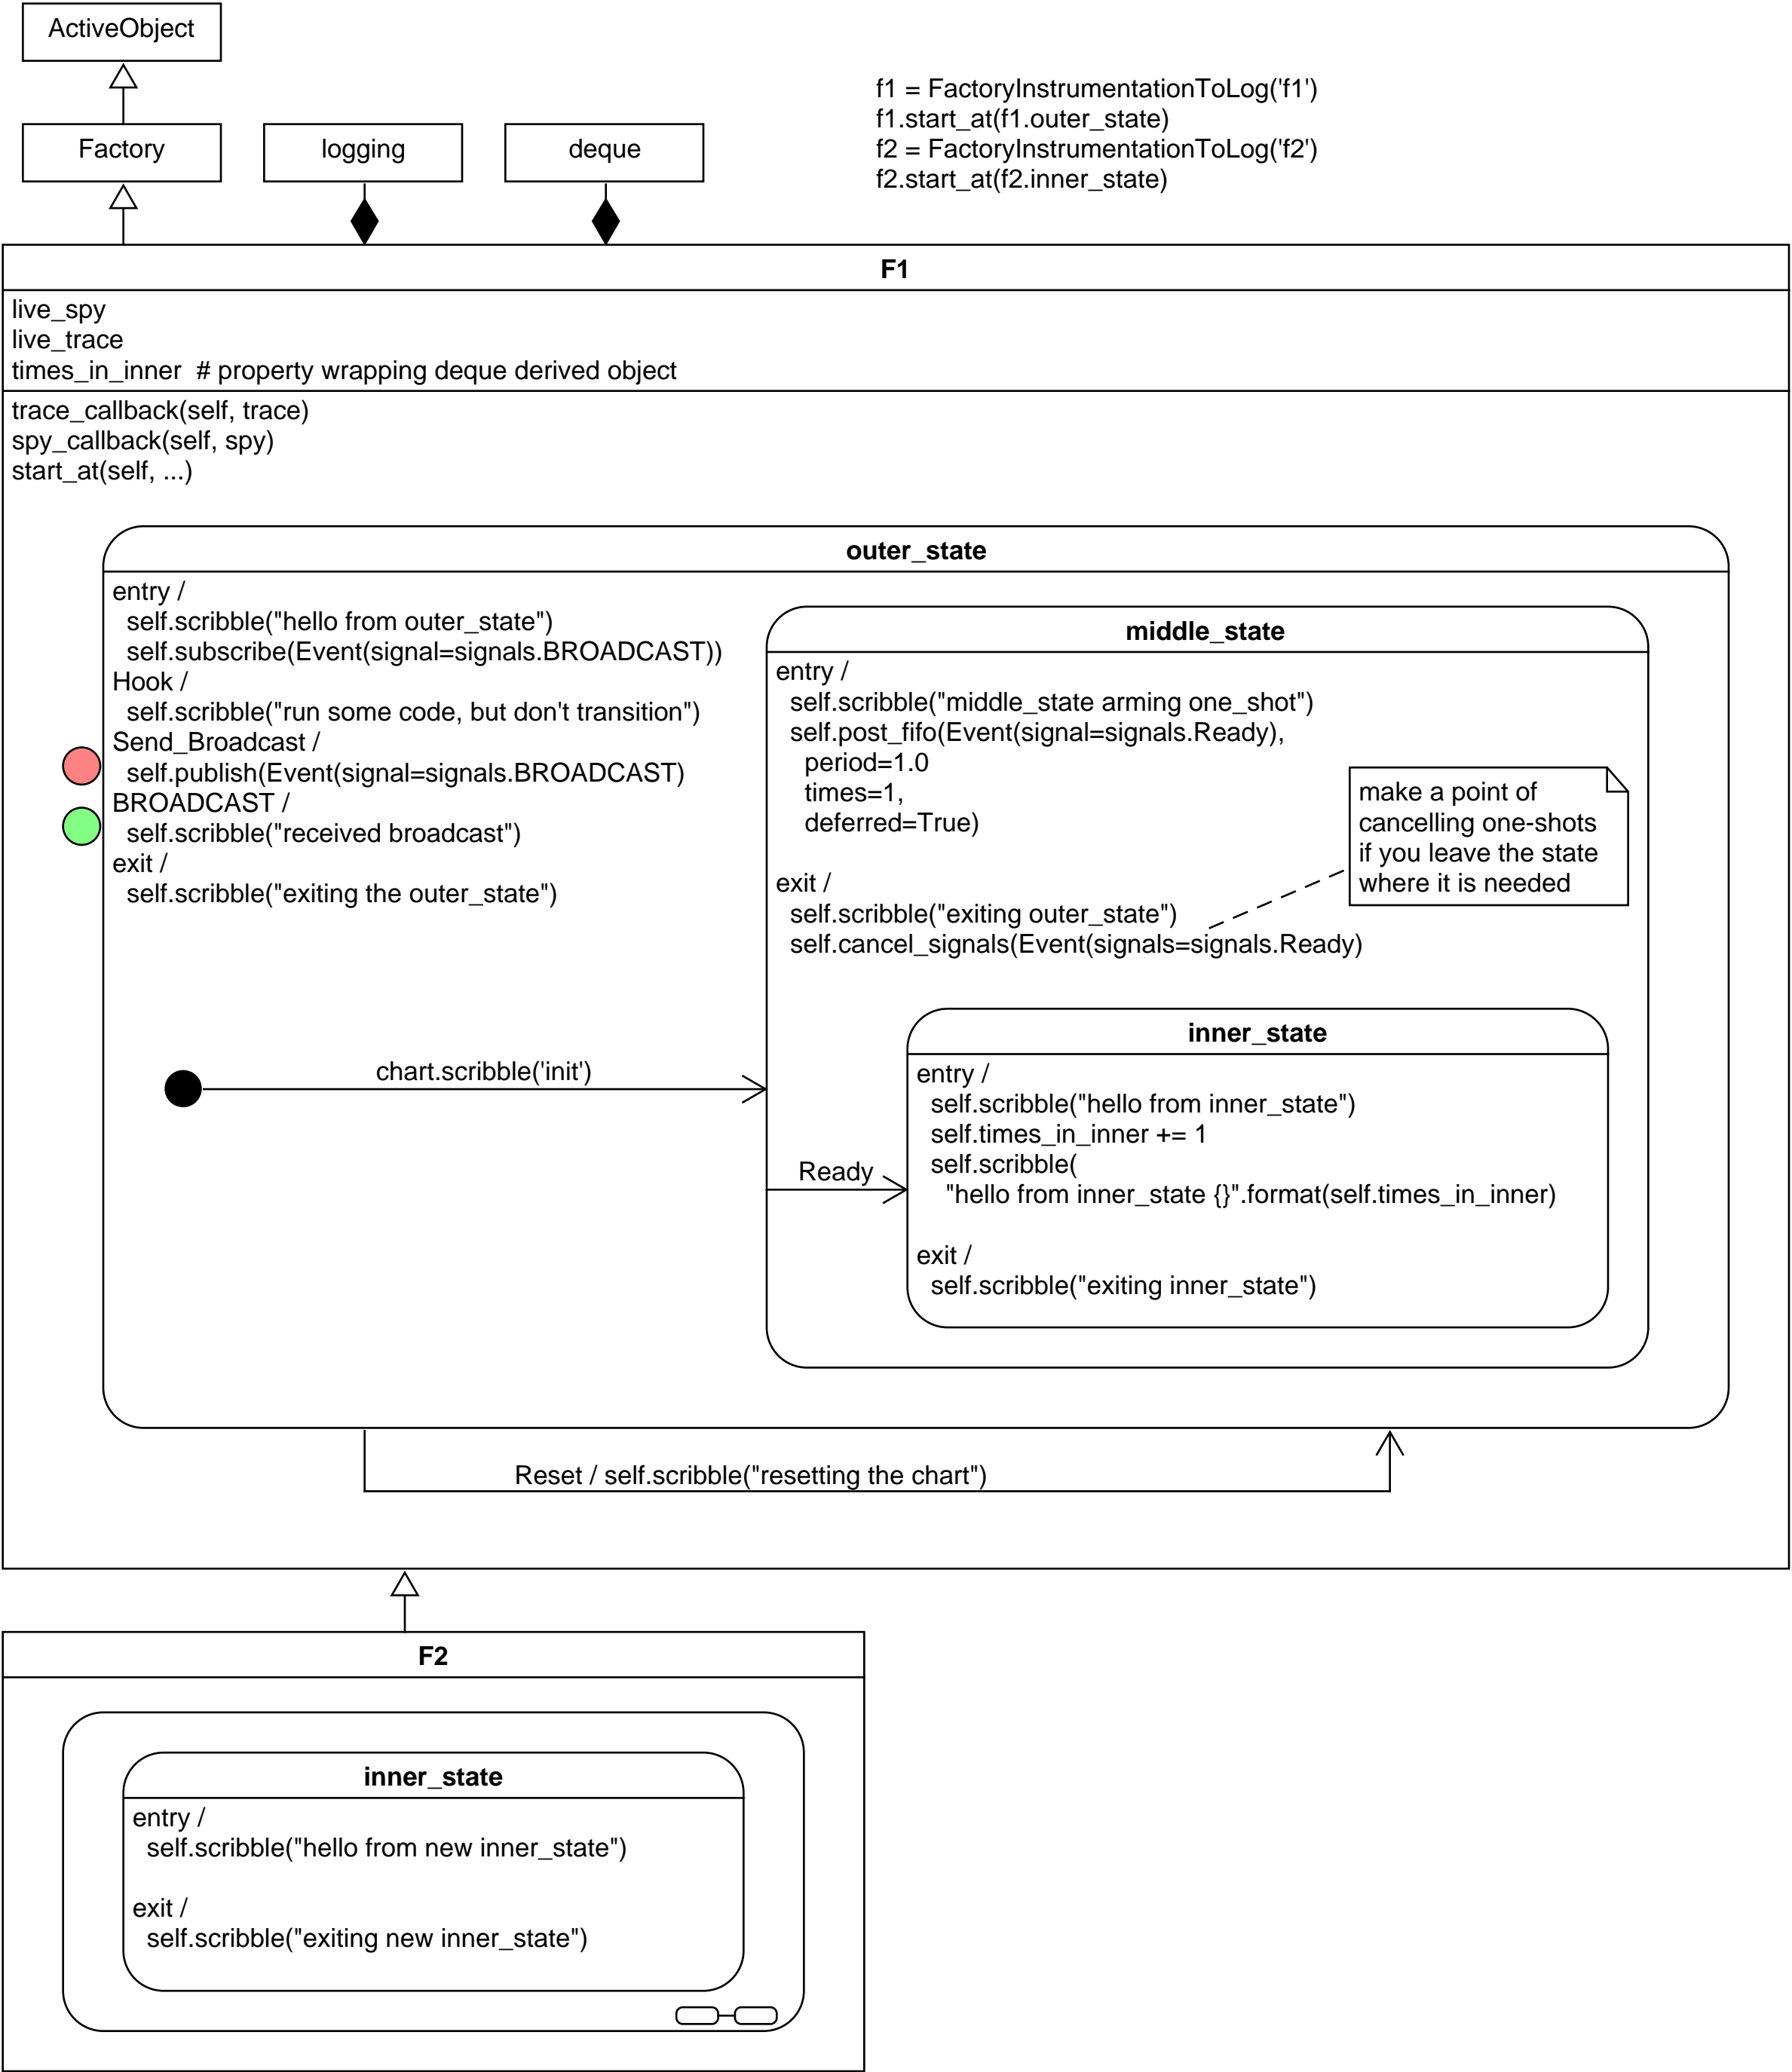 ActiveObject
Factory
logging
deque
f1 = FactoryInstrumentationToLog('f1')
f1.start_at(f1.outer_state)
f2 = FactoryInstrumentationToLog('f2')
f2.start_at(f2.inner_state)
F1
live_spy
live_trace
times_in_inner  # property wrapping deque derived object
trace_callback(self, trace)
spy_callback(self, spy)
start_at(self, ...)
outer_state
entry /
self.scribble("hello from outer_state")
self.subscribe(Event(signal=signals.BROADCAST))
Hook /
self.scribble("run some code, but don't transition")
Send_Broadcast /
self.publish(Event(signal=signals.BROADCAST)
BROADCAST /
self.scribble("received broadcast")
exit /
self.scribble("exiting the outer_state")
middle_state
entry /
self.scribble("middle_state arming one_shot")
self.post_fifo(Event(signal=signals.Ready),
period=1.0
times=1,
deferred=True)
exit /
self.scribble("exiting outer_state")
self.cancel_signals(Event(signals=signals.Ready)
make a point of
cancelling one-shots
if you leave the state
where it is needed
chart.scribble('init')
Ready
inner_state
entry /
self.scribble("hello from inner_state")
self.times_in_inner += 1
self.scribble(
"hello from inner_state {}".format(self.times_in_inner)
exit /
self.scribble("exiting inner_state")
Reset / self.scribble("resetting the chart")
F2
inner_state
entry /
self.scribble("hello from new inner_state")
exit /
self.scribble("exiting new inner_state")